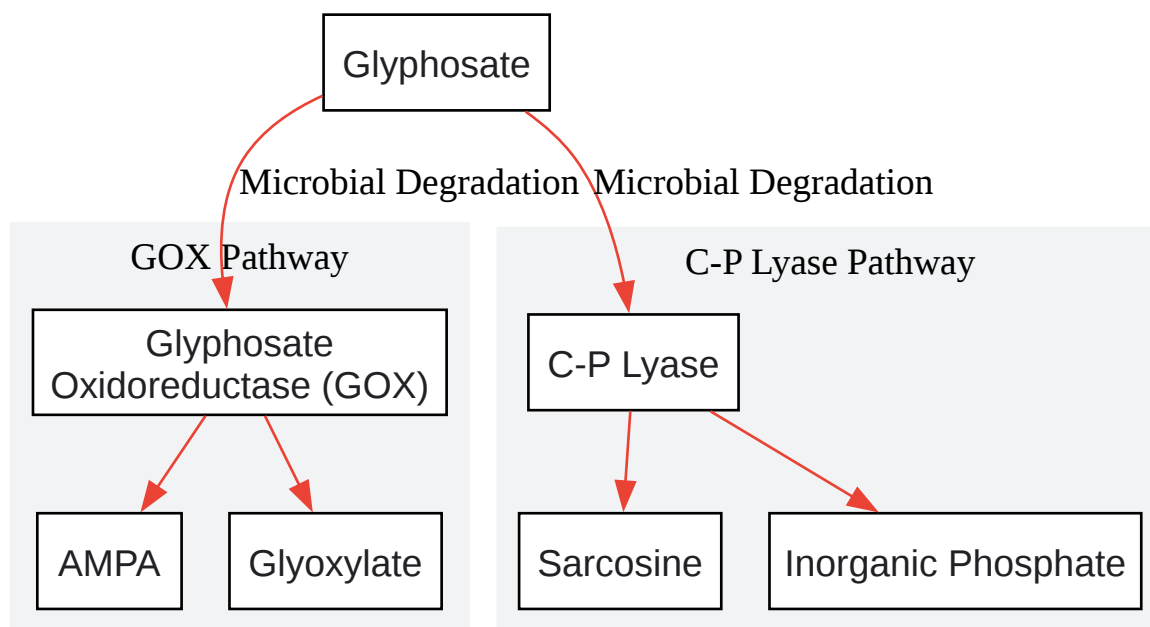 Glyphosate
Microbial Degradation
Microbial Degradation
GOX Pathway
C-P Lyase Pathway
Glyphosate
Oxidoreductase (GOX)
C-P Lyase
AMPA
Glyoxylate
Sarcosine
Inorganic Phosphate